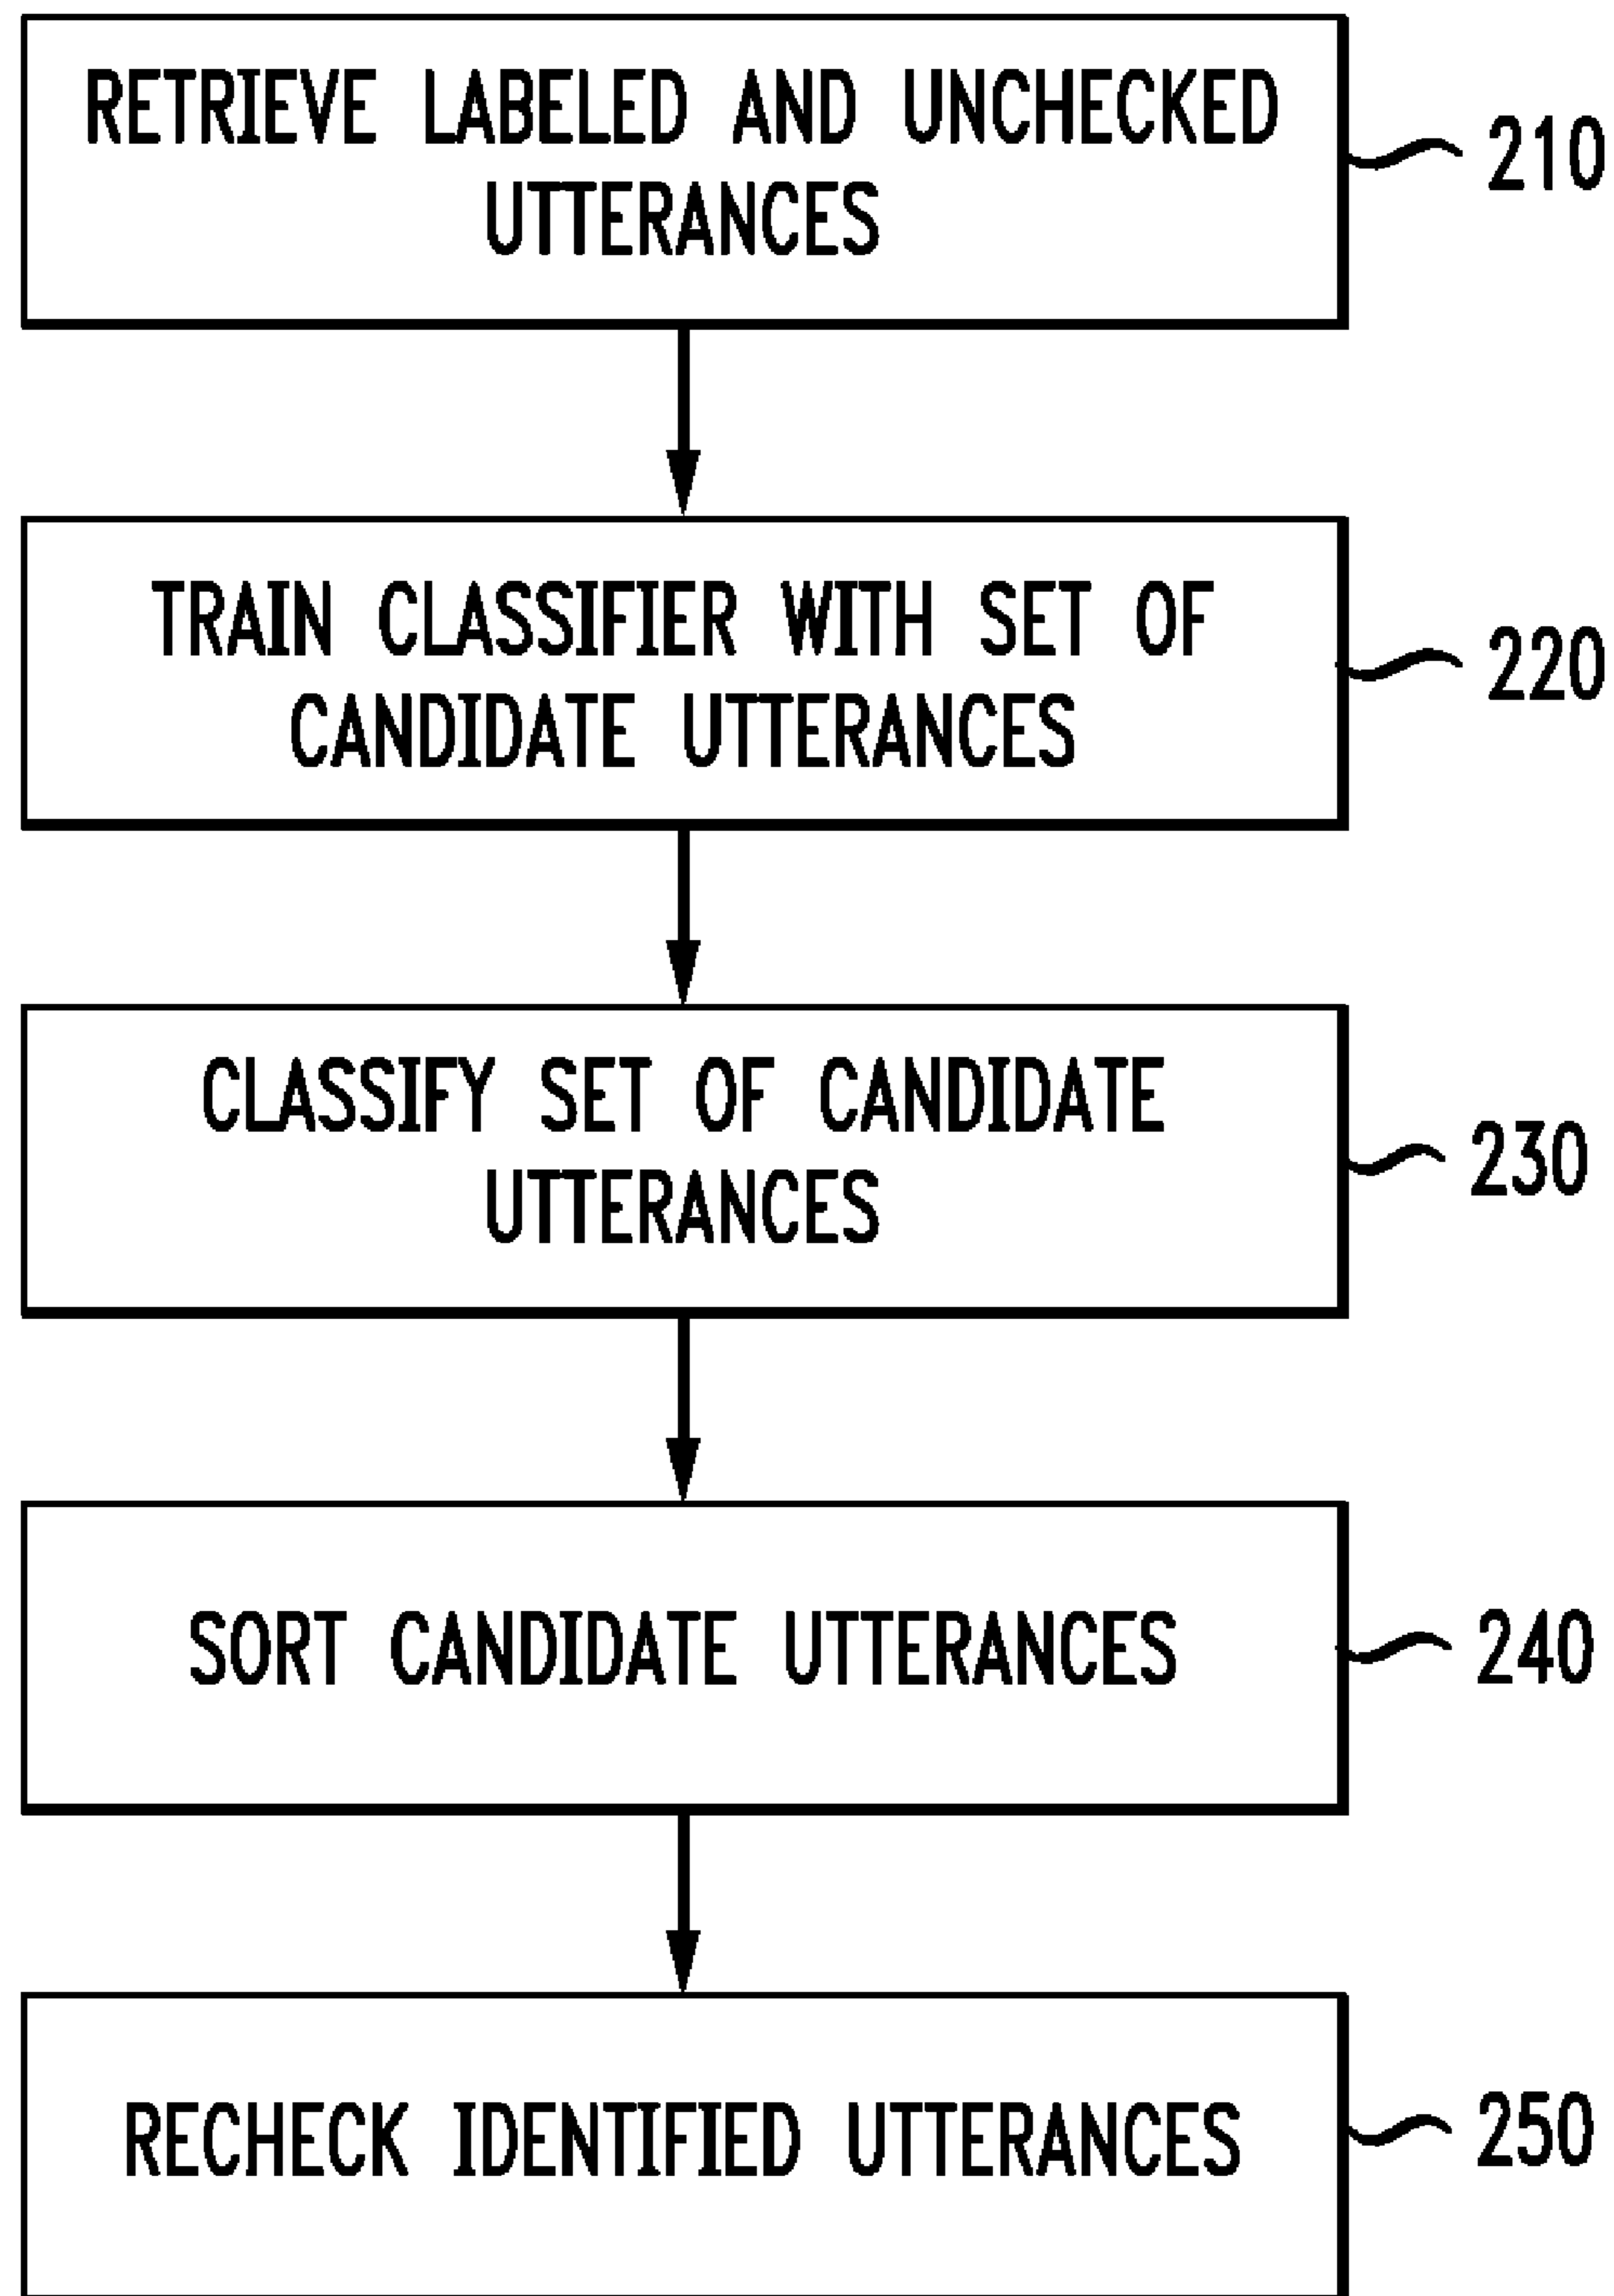 RETRIEVE LABELED AND UNCHECKED
UTTERANCES
210
TRAIN CLASSIFIER WITH SET OF
CANDIDATE UTTERANCES
220
CLASSIFY SET OF CANDIDATE
UTTERANCES
230
SORT CANDIDATE UTTERANCES
240
RECHECK IDENTIFIED UTTERANCES
250